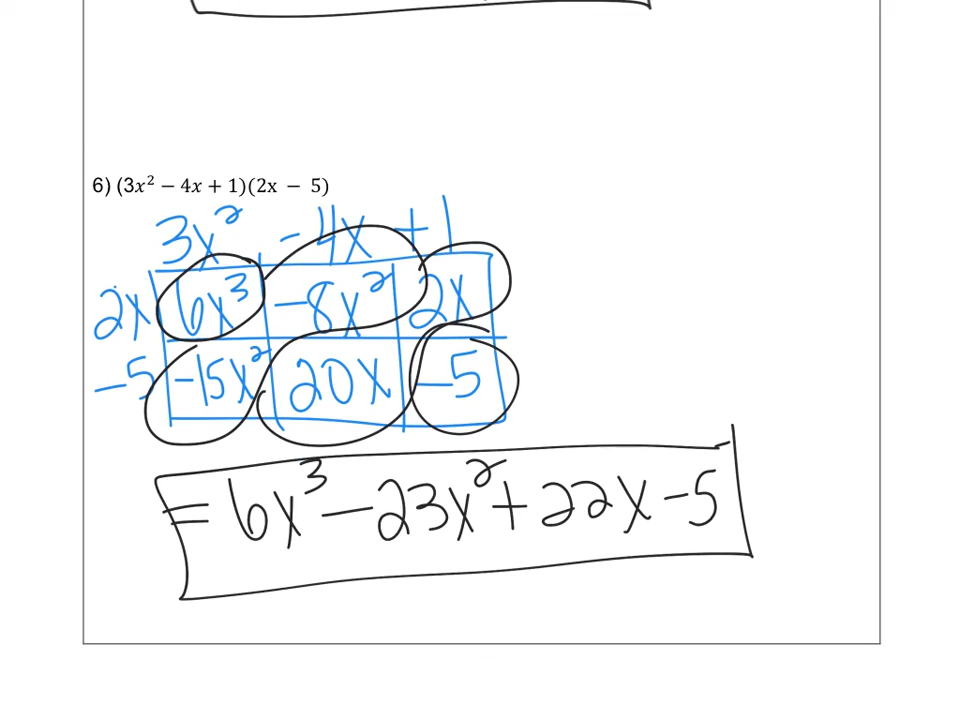 6) (3x² − 4x + 1)(2x − 5)
3x² -4x +1
2x 6x³ -8x² 2x
-5 -15x² 20x -5
= 6x³ -23x² + 22x -5